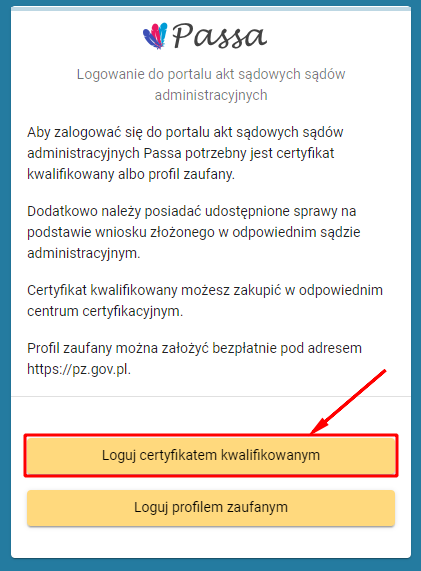 Passa
Logowanie do portalu akt sądowych sądów
administracyjnych
Aby zalogować się do portalu akt sądowych sądów
administracyjnych Passa potrzebny jest certyfikat
kwalifikowany albo profil zaufany.
Dodatkowo należy posiadać udostępnione sprawy na
podstawie wniosku złożonego w odpowiednim sądzie
administracyjnym.
Certyfikat kwalifikowany możesz zakupić w odpowiednim
centrum certyfikacyjnym.
Profil zaufany można założyć bezpłatnie pod adresem
https://pz.gov.pl.
Loguj certyfikatem kwalifikowanym
Loguj profilem zaufanym